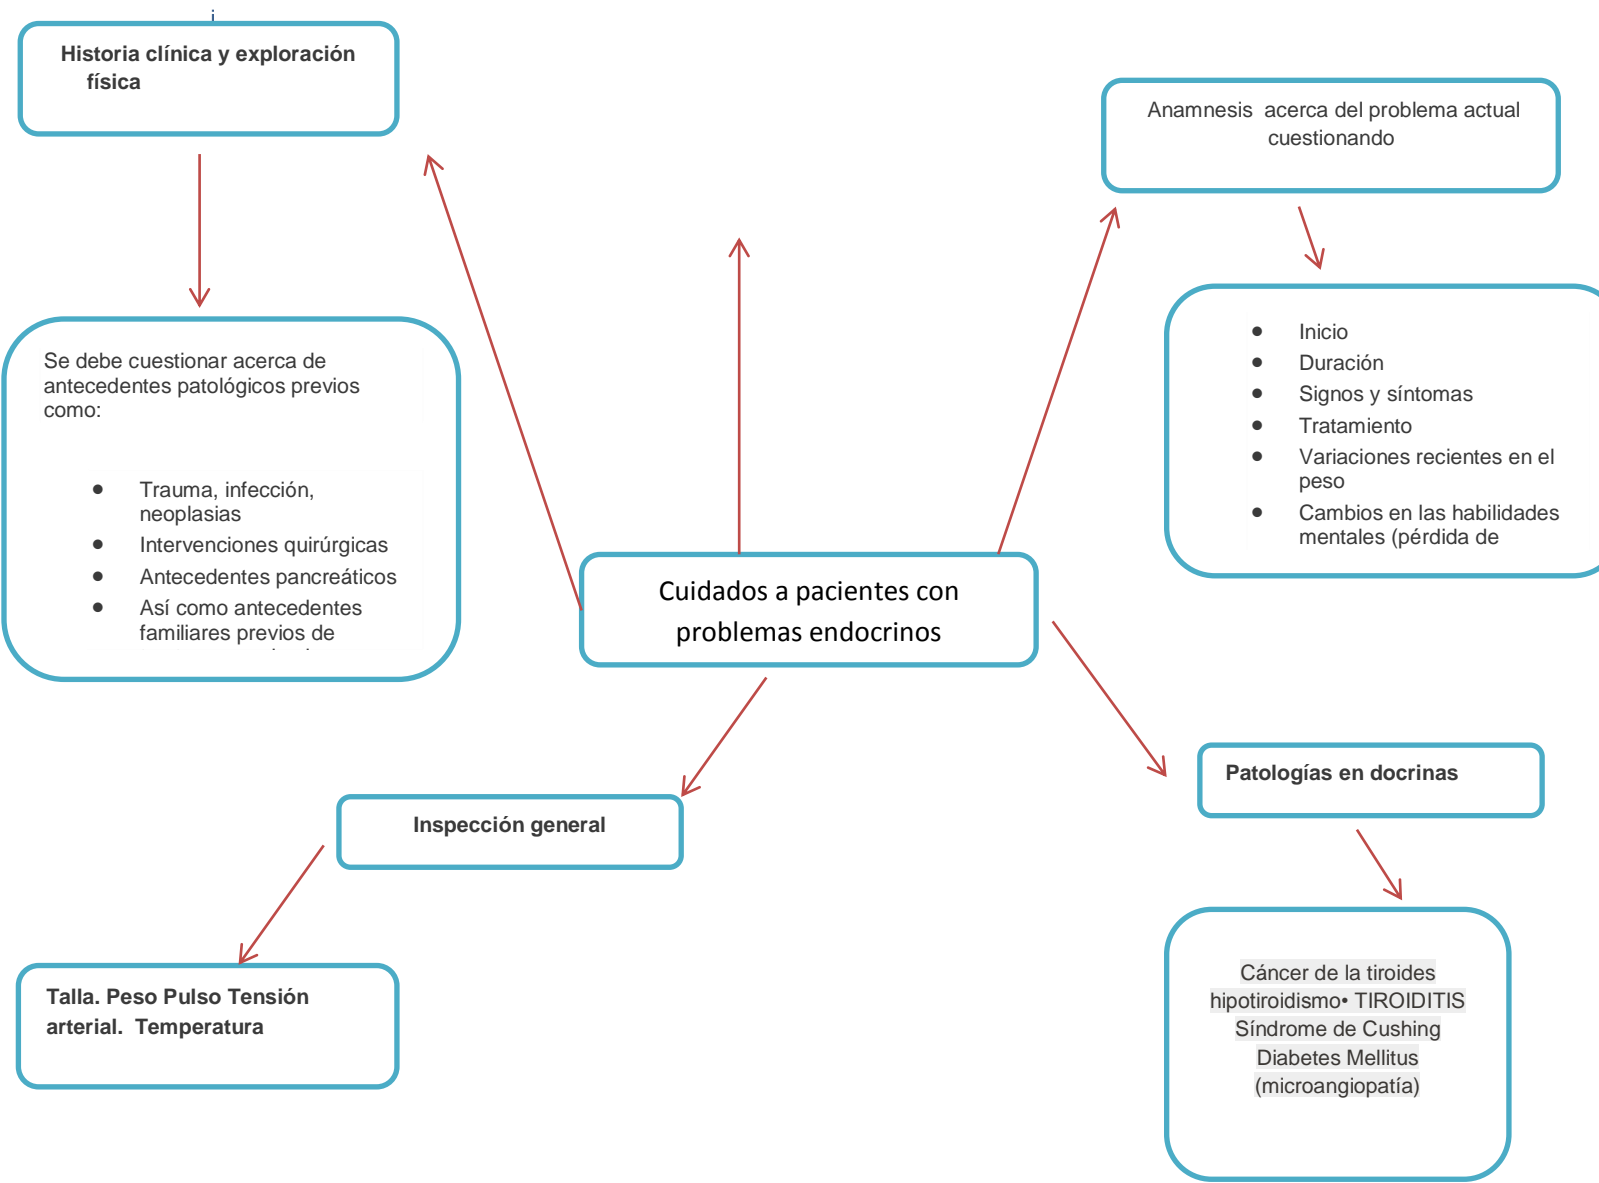 i
Historia clínica y exploración
física
Anamnesis acerca del problema actual
cuestionando
Se debe cuestionar acerca de
antecedentes patológicos previos
como:
● Trauma, infección,
neoplasias
● Intervenciones quirúrgicas
● Antecedentes pancreáticos
● Así como antecedentes
familiares previos de
● Inicio
● Duración
● Signos y síntomas
● Tratamiento
● Variaciones recientes en el
peso
● Cambios en las habilidades
mentales (pérdida de
Cuidados a pacientes con
problemas endocrinos
Inspección general
Patologías en docrinas
Talla. Peso Pulso Tensión
arterial. Temperatura
Cáncer de la tiroides
hipotiroidismo• TIROIDITIS
Síndrome de Cushing
Diabetes Mellitus
(microangiopatía)